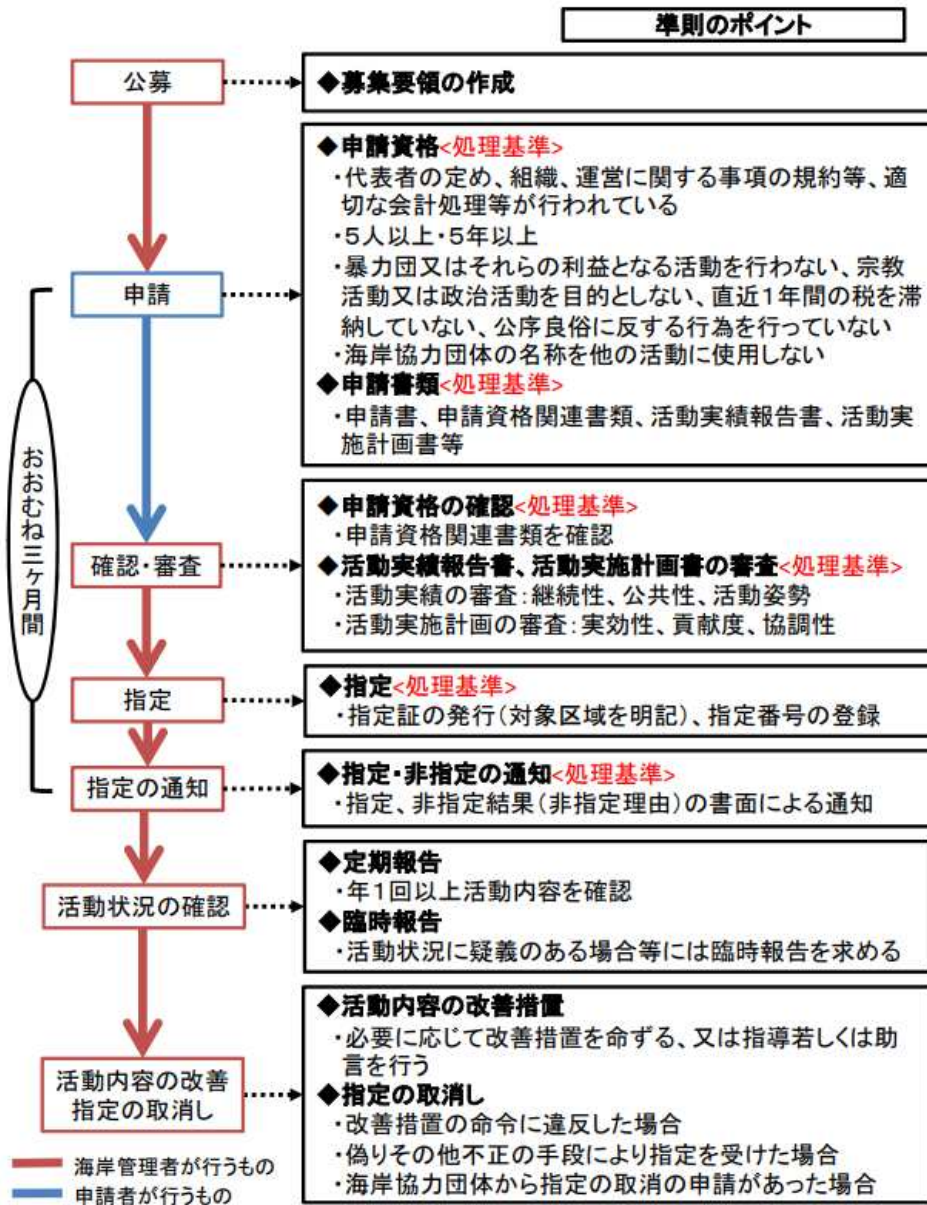 準則のポイント
公募
◆募集要領の作成
◆申請資格<処理基準>
・代表者の定め、組織、運営に関する事項の規約等、適
切な会計処理等が行われている
・5人以上・5年以上
・暴力団又はそれらの利益となる活動を行わない、宗教
活動又は政治活動を目的としない、直近1年間の税を滞
納していない、公序良俗に反する行為を行っていない
・海岸協力団体の名称を他の活動に使用しない
◆申請書類<処理基準>
・申請書、申請資格関連書類、活動実績報告書、活動実
施計画書等
申請
おおむね三ヶ月間
◆申請資格の確認<処理基準>
・申請資格関連書類を確認
◆活動実績報告書、活動実施計画書の審査<処理基準>
・活動実績の審査:継続性、公共性、活動姿勢
・活動実施計画の審査:実効性、貢献度、協調性
確認・審査
指定
◆指定<処理基準>
・指定証の発行(対象区域を明記)、指定番号の登録
指定の通知
◆指定・非指定の通知<処理基準>
・指定、非指定結果(非指定理由)の書面による通知
活動状況の確認
◆定期報告
・年1回以上活動内容を確認
◆臨時報告
・活動状況に疑義のある場合等には臨時報告を求める
活動内容の改善
指定の取消し
◆活動内容の改善措置
・必要に応じて改善措置を命ずる、又は指導若しくは助
言を行う
◆指定の取消し
・改善措置の命令に違反した場合
・偽りその他不正の手段により指定を受けた場合
・海岸協力団体から指定の取消の申請があった場合
海岸管理者が行うもの
申請者が行うもの